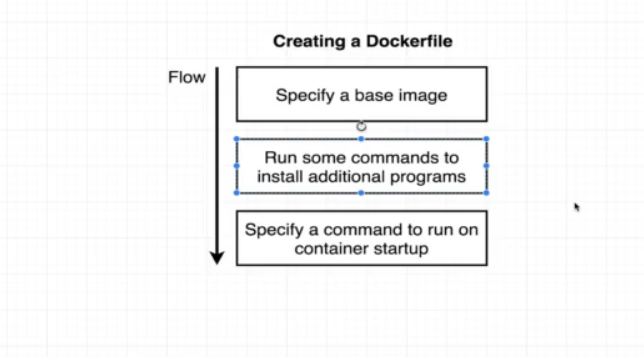 Creating a Dockerfile
Flow
Specify a base image
Run some commands to
install additional programs
Specify a command to run on
container startup